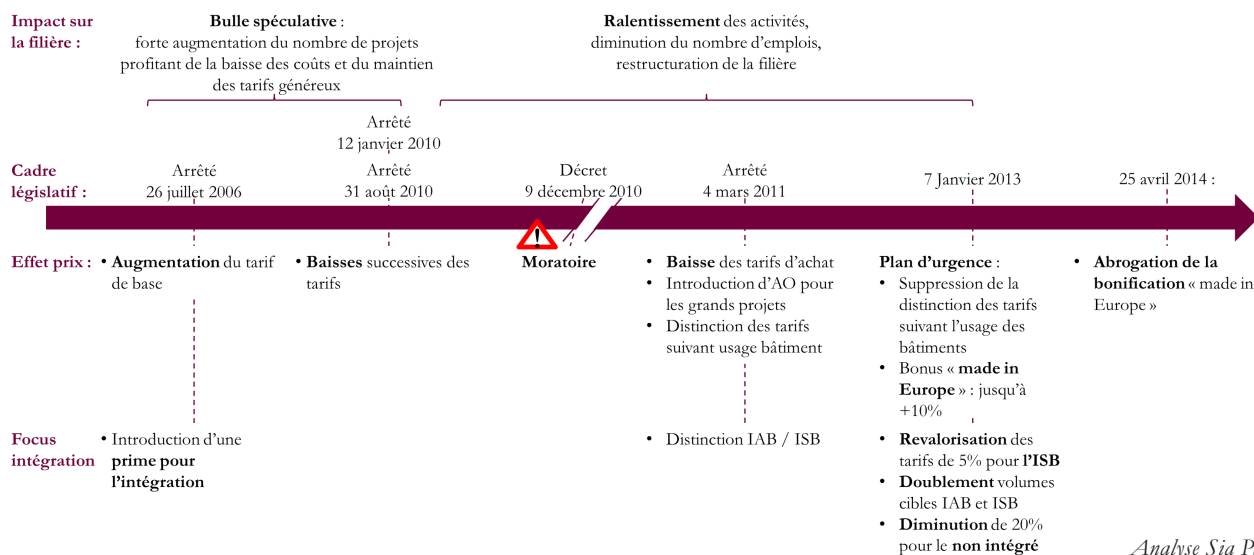 Impact sur
la filière :
Bulle spéculative :
forte augmentation du nombre de projets
profitant de la baisse des coûts et du maintien
des tarifs généreux
Ralentissement des activités,
diminution du nombre d’emplois,
restructuration de la filière
Arrêté
12 janvier 2010
Cadre
législatif :
Arrêté
26 juillet 2006
Arrêté
31 août 2010
Décret
9 décembre 2010
Arrêté
4 mars 2011
7 Janvier 2013
25 avril 2014 :
!
Effet prix :
• Augmentation du tarif
de base
• Baisses successives des
tarifs
Moratoire
• Baisse des tarifs d’achat
• Introduction d’AO pour
les grands projets
• Distinction des tarifs
suivant usage bâtiment
Plan d’urgence :
• Suppression de la
distinction des tarifs
suivant l’usage des
bâtiments
• Bonus « made in
Europe » : jusqu’à
+10%
• Abrogation de la
bonification « made in
Europe »
Focus
intégration
• Introduction d’une
prime pour
l’intégration
• Distinction IAB / ISB
• Revalorisation des
tarifs de 5% pour l’ISB
• Doublement volumes
cibles IAB et ISB
• Diminution de 20%
pour le non intégré
Analyse Sia P